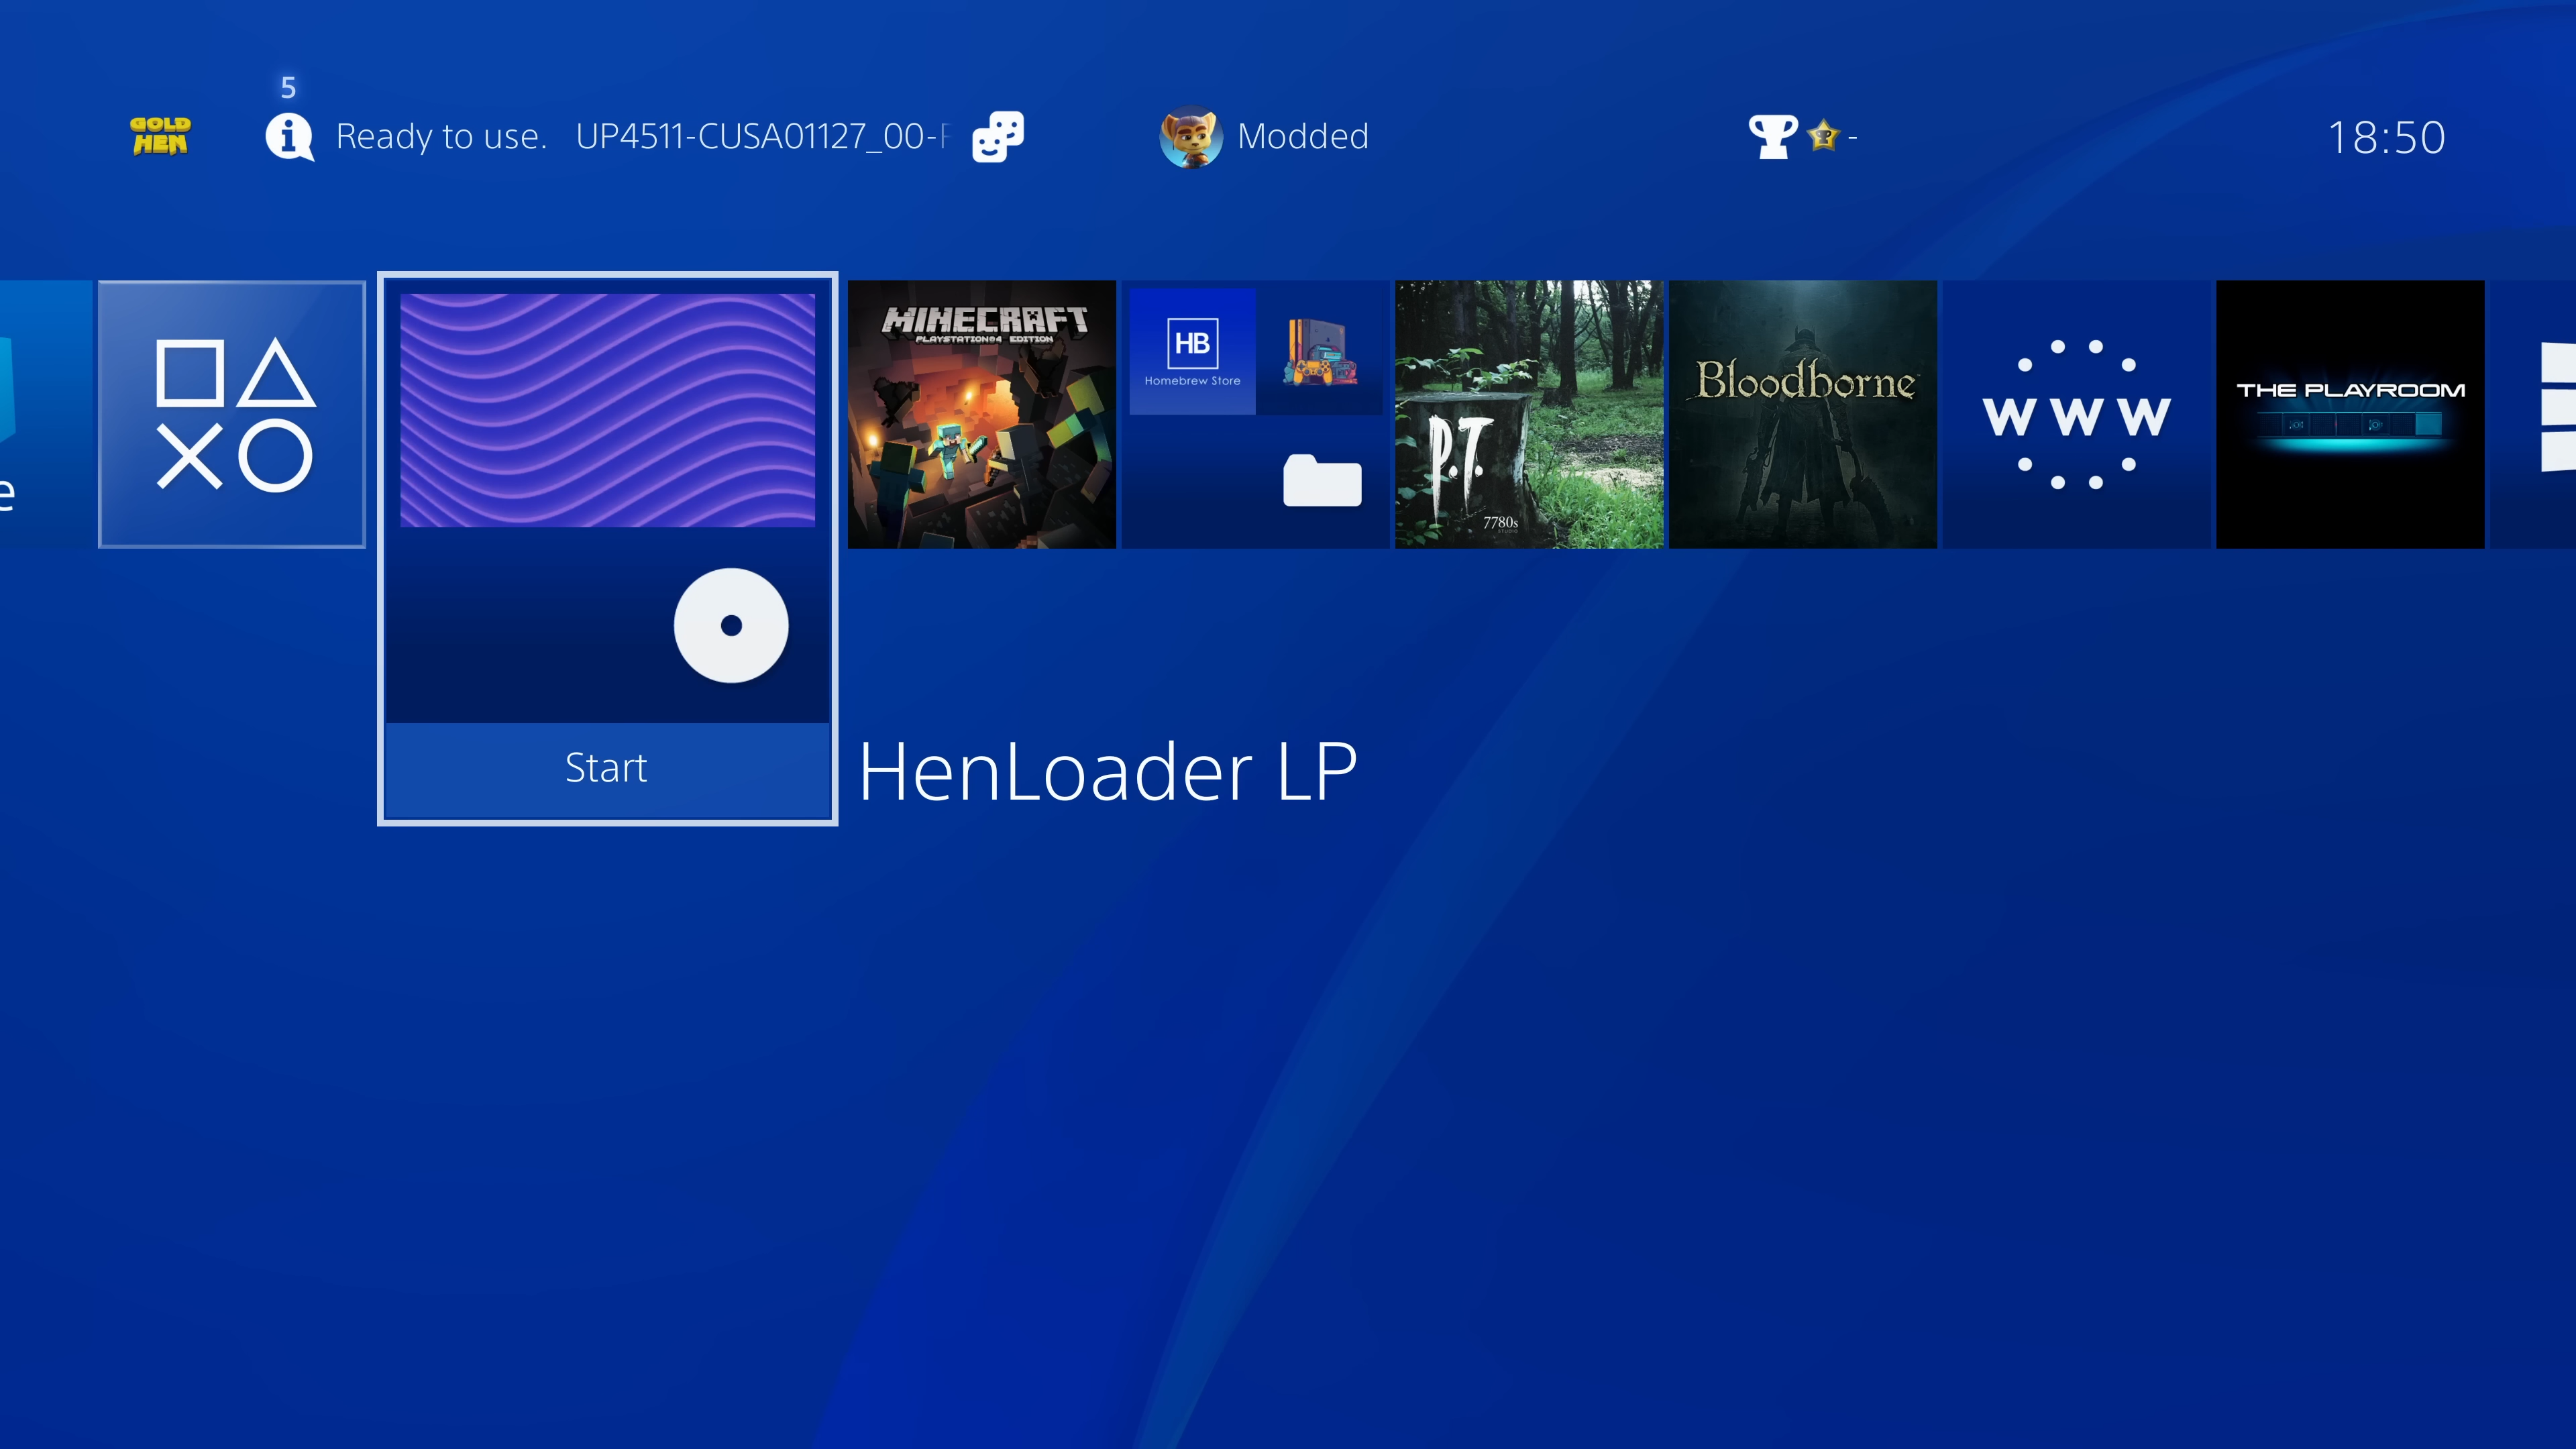 5
GOLD
HEN
Ready to use. UP4511-CUSA01127_00-
Modded
-
18:50
e
MINECRAFT
PLAYSTATION®4 EDITION
HB
Homebrew Store
P.T.
7780s
STUDIO
Bloodborne
WWW
THE PLAYROOM
Start
HenLoader LP